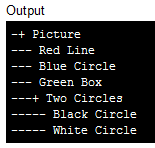 Output
-+ Picture
--- Red Line
--- Blue Circle
--- Green Box
---+ Two Circles
----- Black Circle
----- White Circle